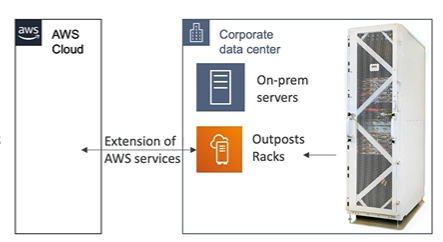 aws
AWS
Cloud
Corporate
data center
On-prem
servers
Extension of
AWS services
Outposts
Racks